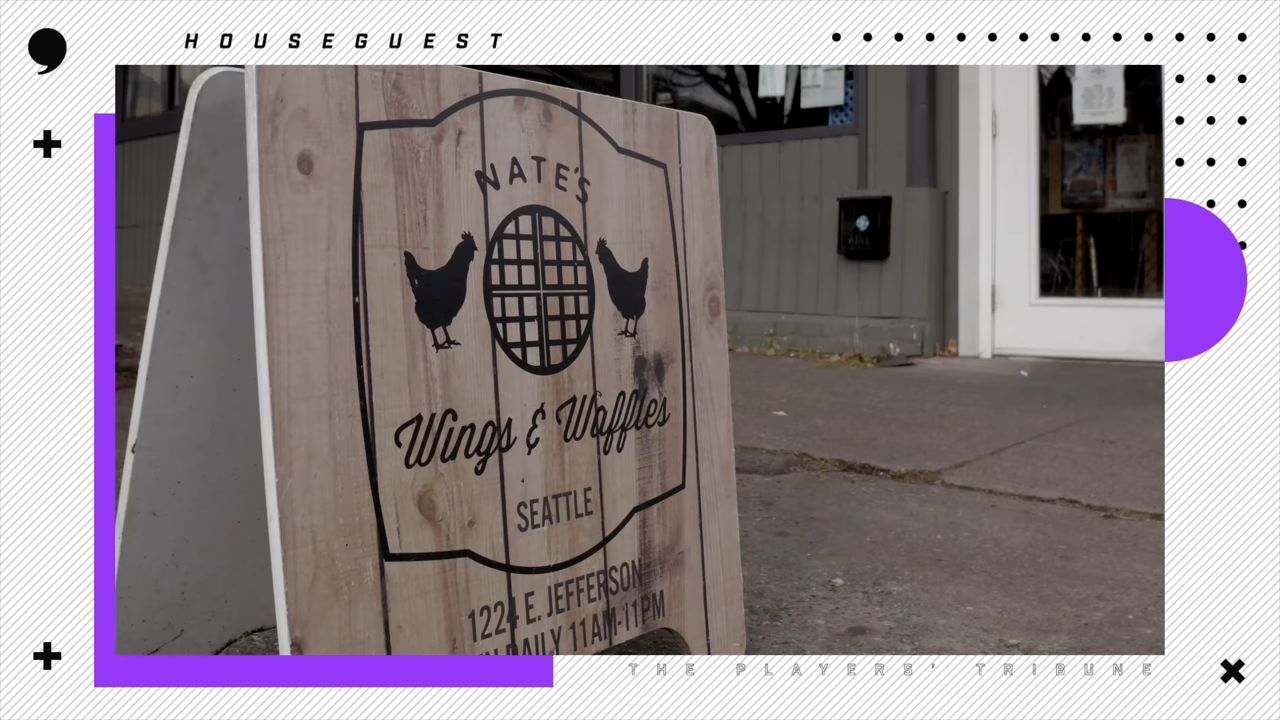 HOUSEGUEST
NATE'S
Wings & Waffles
SEATTLE
1224 E. JEFFERSON
DAILY 11AM-11PM
THE PLAYERS' TRIBUNE